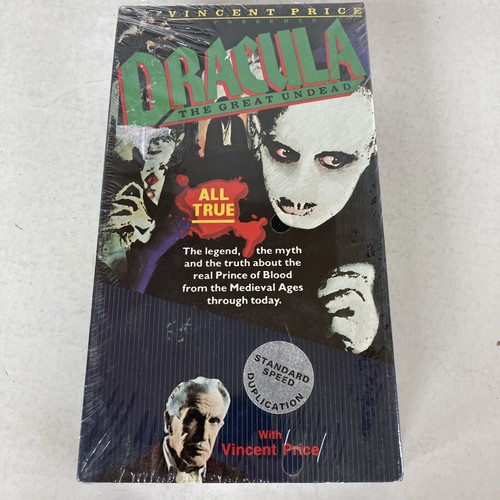 VINCENT PRICE
PRESENTS
DRACULA
THE GREAT UNDEAD
ALL
TRUE
The legend, the myth
and the truth about the
real Prince of Blood
from the Medieval Ages
through today.
STANDARD
SPEED
DUPLICATION
With
Vincent Price